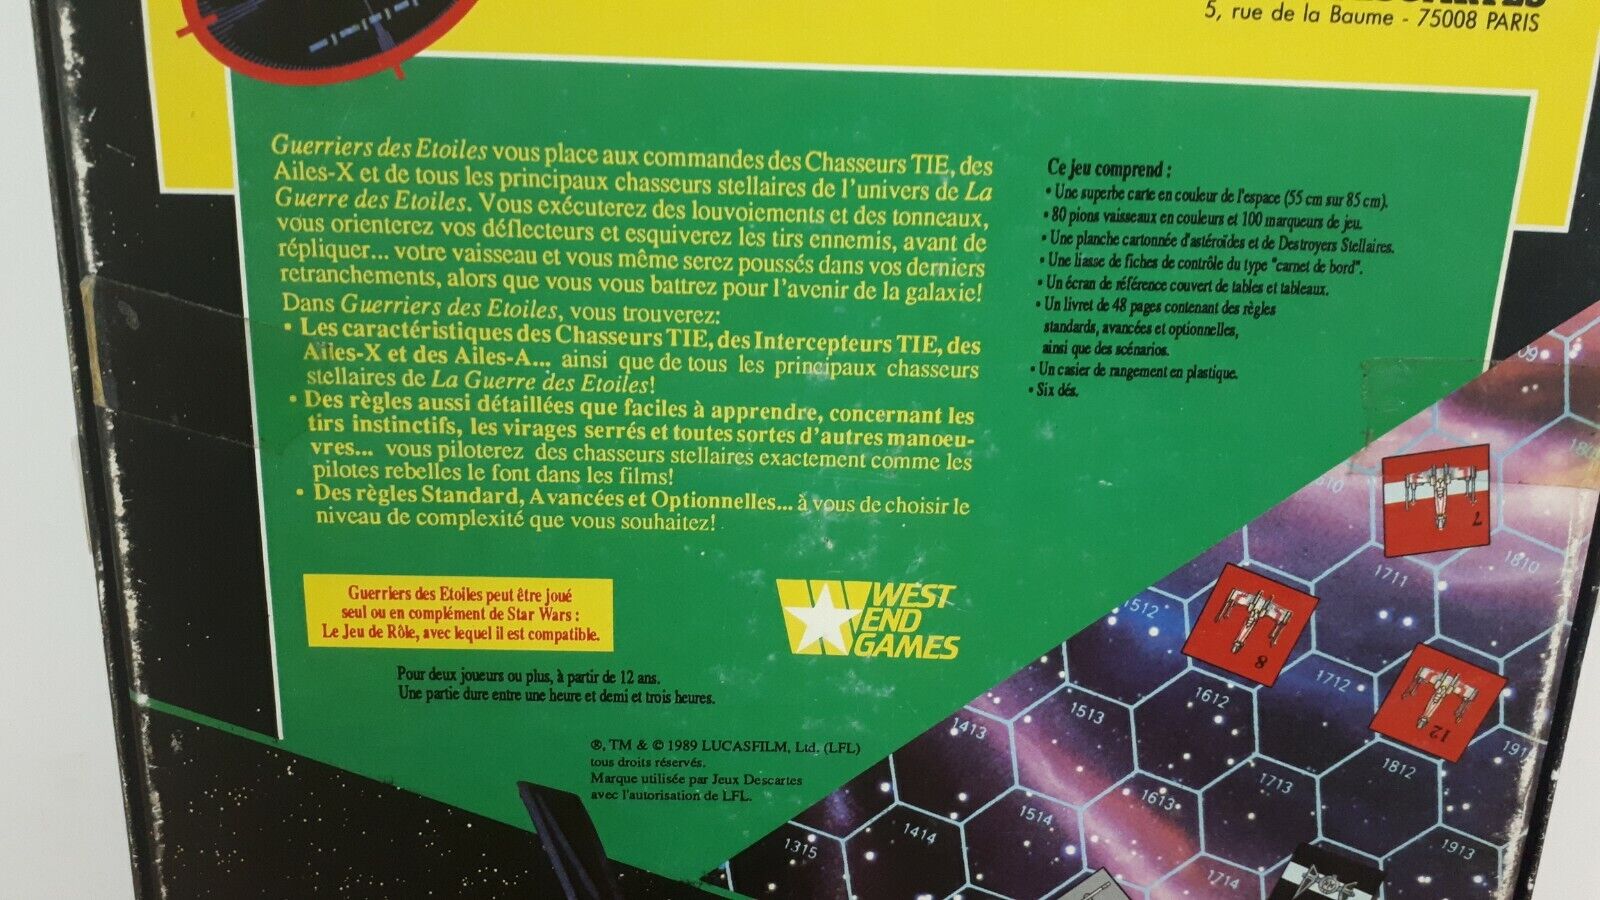 5, rue de la Baume - 75008 PARIS
Guerriers des Etoiles vous place aux commandes des Chasseurs TIE, des
Ailes-X et de tous les principaux chasseurs stellaires de l'univers de La
Guerre des Etoiles. Vous exécuterez des louvoiements et des tonneaux,
vous orienterez vos déflecteurs et esquiverez les tirs ennemis, avant de
répliquer... votre vaisseau et vous même serez poussés dans vos derniers
retranchements, alors que vous vous battrez pour l'avenir de la galaxie!
Dans Guerriers des Etoiles, vous trouverez:
• Les caractéristiques des Chasseurs TIE, des Intercepteurs TIE, des
Ailes-X et des Ailes-A... ainsi que de tous les principaux chasseurs
stellaires de La Guerre des Etoiles!
• Des règles aussi détaillées que faciles à apprendre, concernant les
tirs instinctifs, les virages serrés et toutes sortes d'autres manoeu-
vres... vous piloterez des chasseurs stellaires exactement comme les
pilotes rebelles le font dans les films!
• Des règles Standard, Avancées et Optionnelles... à vous de choisir le
niveau de complexité que vous souhaitez!
Ce jeu comprend :
• Une superbe carte en couleur de l'espace (55 cm sur 85 cm).
• 80 pions vaisseaux en couleurs et 100 marqueurs de jeu.
• Une planche cartonnée d'astéroïdes et de Destroyers Stellaires.
• Une liasse de fiches de contrôle du type "carnet de bord".
• Un écran de référence couvert de tables et tableaux.
• Un livret de 48 pages contenant des règles
standards, avancées et optionnelles,
ainsi que des scénarios.
• Un casier de rangement en plastique.
• Six dés.
Guerriers des Etoiles peut être joué
seul ou en complément de Star Wars :
Le Jeu de Rôle, avec lequel il est compatible.
WEST
END
GAMES
Pour deux joueurs ou plus, à partir de 12 ans.
Une partie dure entre une heure et demi et trois heures.
®, TM & © 1989 LUCASFILM, Ltd. (LFL)
tous droits réservés.
Marque utilisée par Jeux Descartes
avec l'autorisation de LFL.
7
1810
1711
1512
8
1712
12
1612
1513
1413
1812
1713
1613
1514
1414
1315
1913
1714